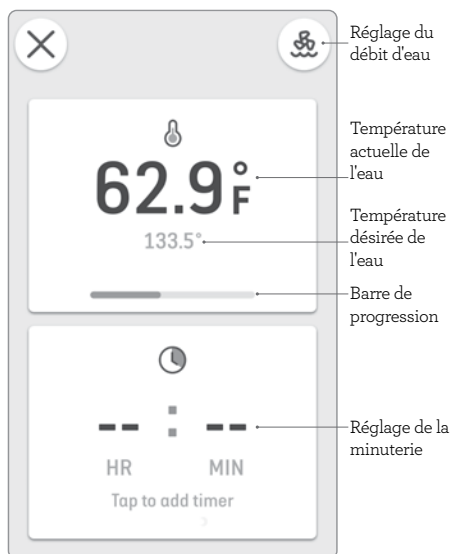 Réglage du
débit d'eau
62.9°F
133.5°
Température
actuelle de
l'eau
Température
désirée de
l'eau
Barre de
progression
-- : --
HR MIN
Tap to add timer
Réglage de la
minuterie